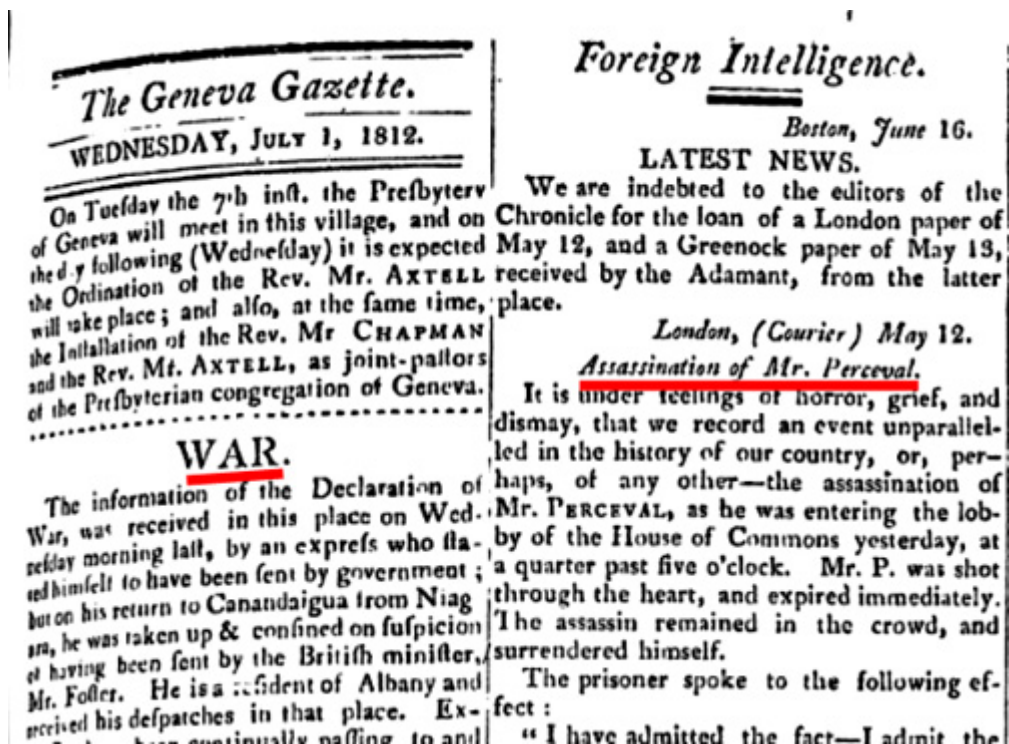 The Geneva Gazette.
WEDNESDAY, JULY 1, 1812.
On Tueſday the 7th inſt. the Preſbytery
of Geneva will meet in this village, and on
the d y following (Wedneſday) it is expected
the Ordination of the Rev. Mr. AXTELL
will take place; and alſo, at the ſame time,
the Inſtallation of the Rev. Mr CHAPMAN
and the Rev. Mr. AXTELL, as joint-paſtors
of the Preſbyterian congregation of Geneva.
WAR.
The information of the Declaration of
War, was received in this place on Wed-
neſday morning laſt, by an expreſs who ſta-
ted himſelf to have been ſent by government;
but on his return to Canandaigua from Niag
ara, he was taken up & confined on ſuſpicion
of having been ſent by the Britiſh miniſter,
Mr. Foſter. He is a reſident of Albany and
received his deſpatches in that place. Ex-
been continually paſſing to and
Foreign Intelligence.
Boston, June 16.
LATEST NEWS.
We are indebted to the editors of the
Chronicle for the loan of a London paper of
May 12, and a Greenock paper of May 13,
received by the Adamant, from the latter
place.
London, (Courier) May 12.
Assassination of Mr. Perceval.
It is under feelings of horror, grief, and
dismay, that we record an event unparallel-
led in the history of our country, or, per-
haps, of any other—the assassination of
Mr. PERCEVAL, as he was entering the lob-
by of the House of Commons yesterday, at
a quarter past five o'clock. Mr. P. was shot
through the heart, and expired immediately.
The assassin remained in the crowd, and
surrendered himself.
The prisoner spoke to the following ef-
fect:
"I have admitted the fact—I admit the